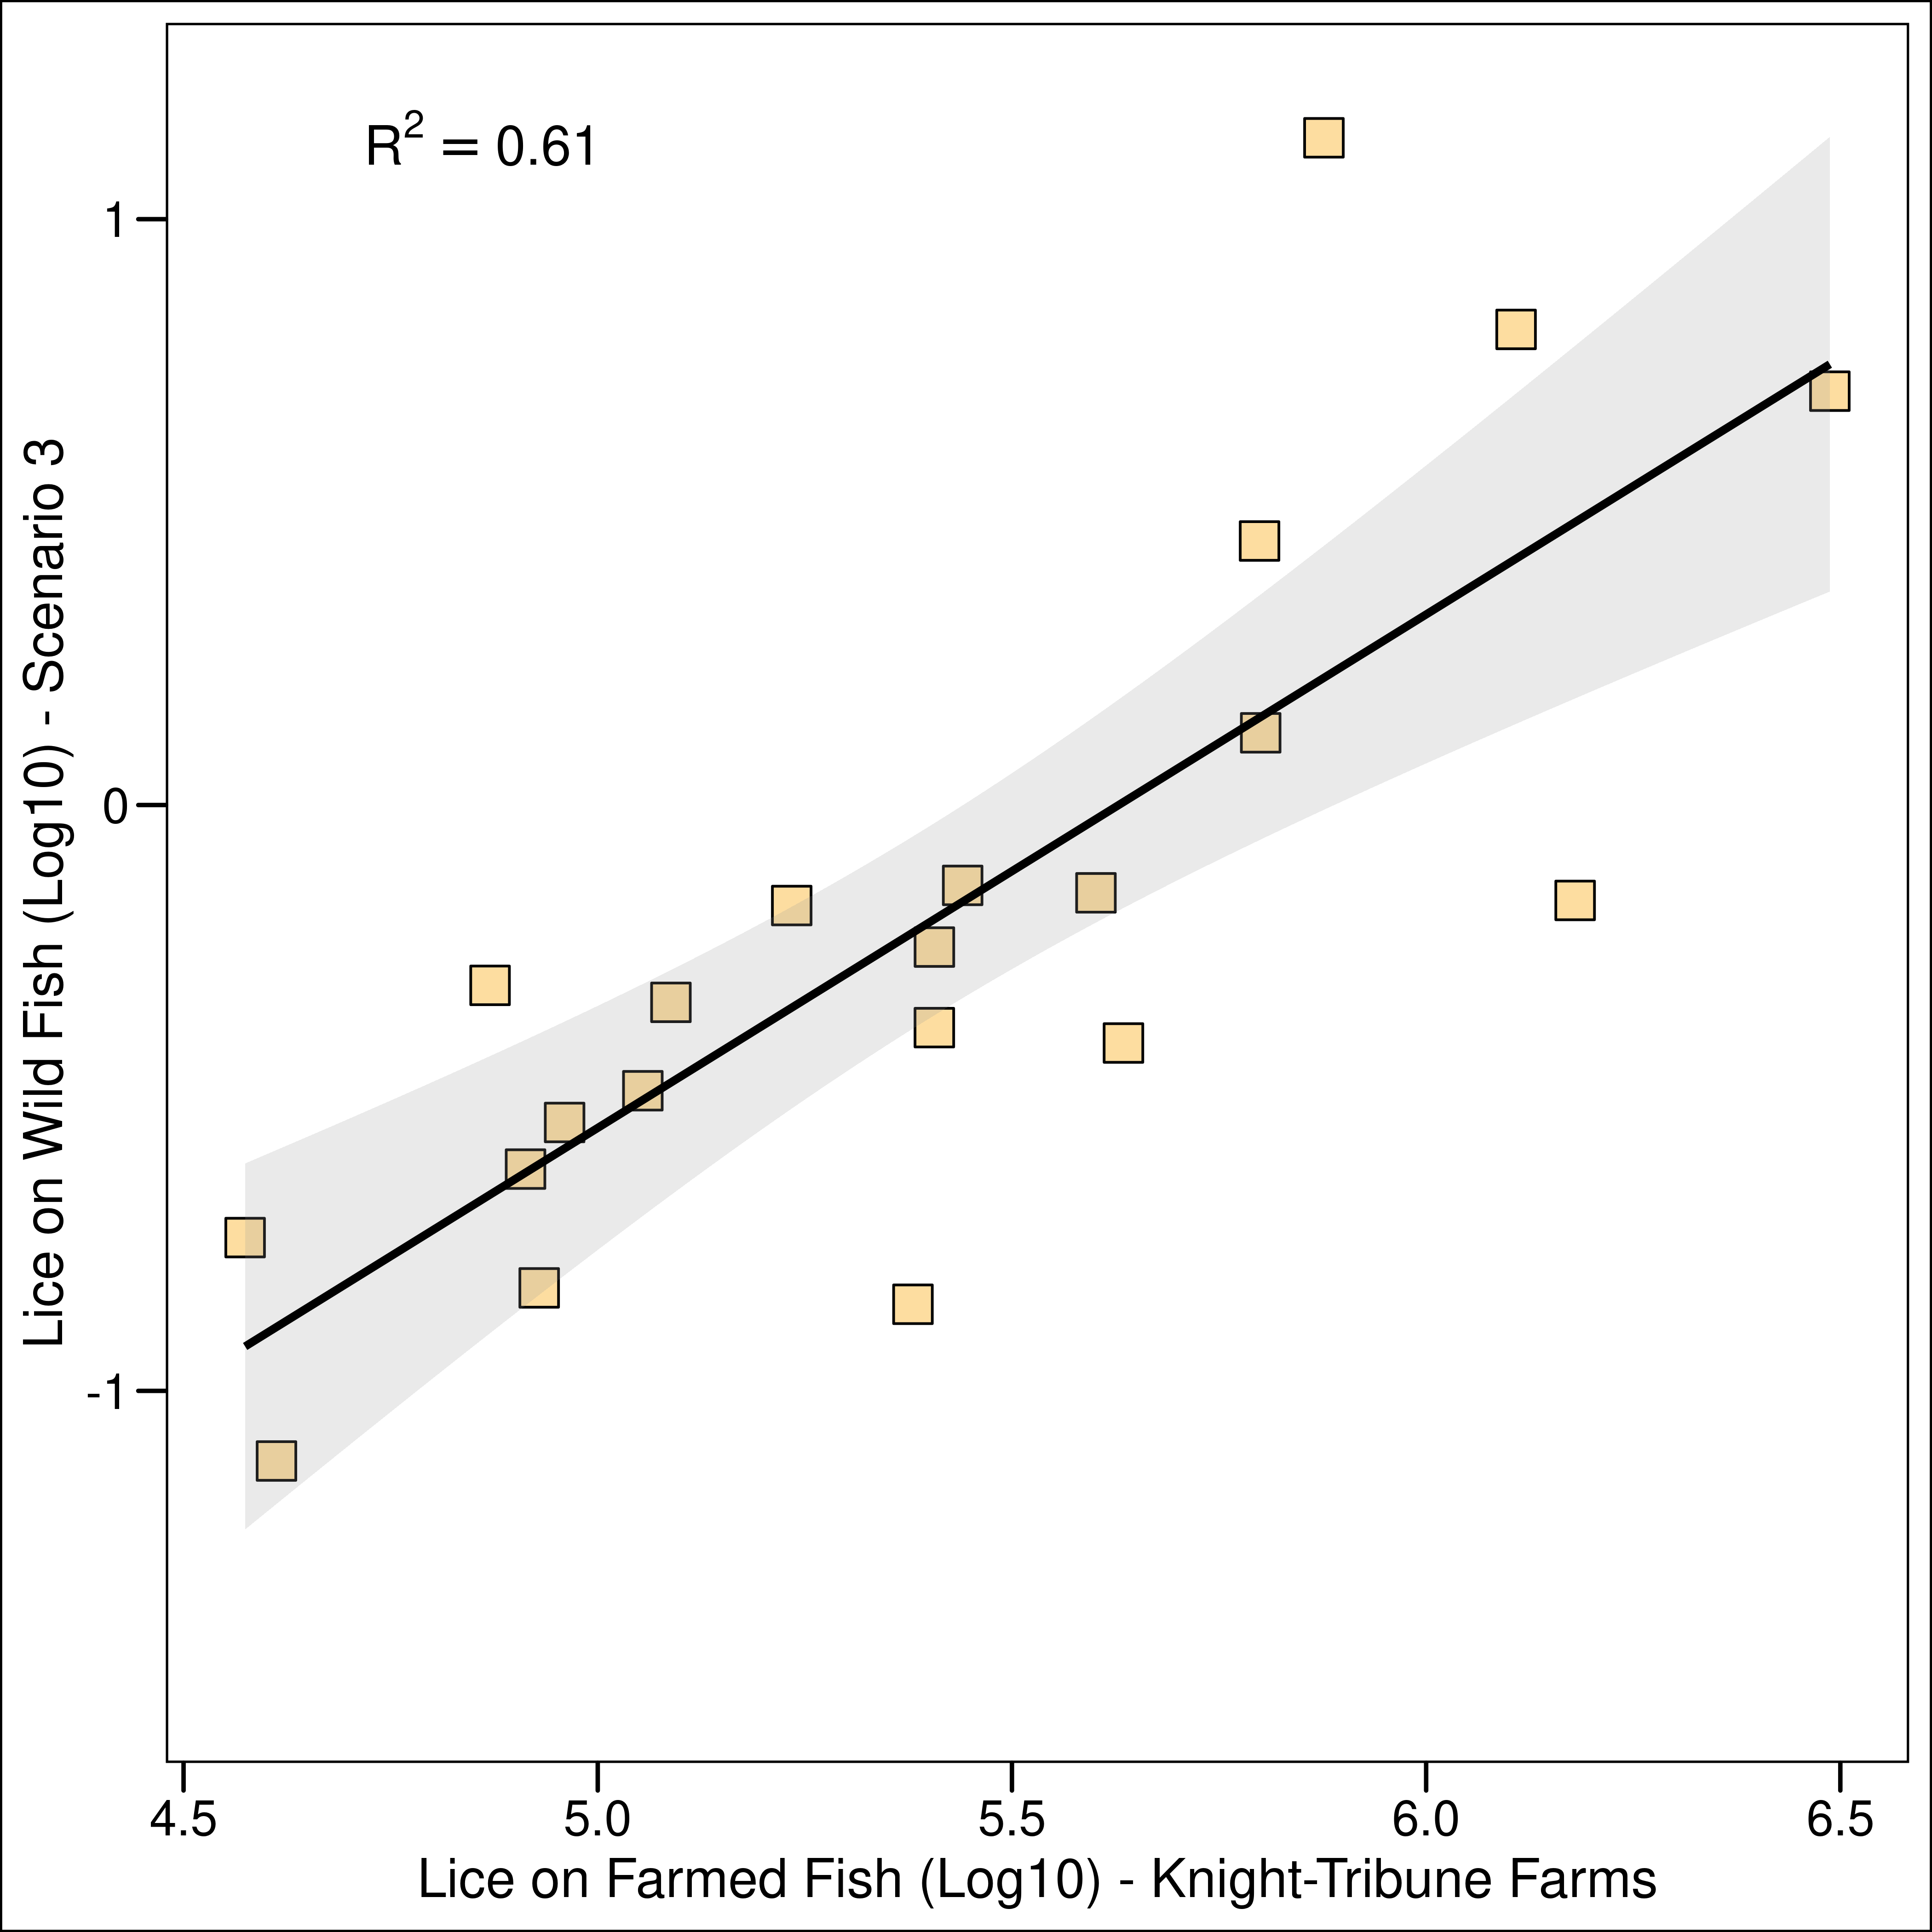 R² = 0.61
1
0
-1
Lice on Wild Fish (Log10) - Scenario 3
4.5 5.0 5.5 6.0 6.5
Lice on Farmed Fish (Log10) - Knight-Tribune Farms